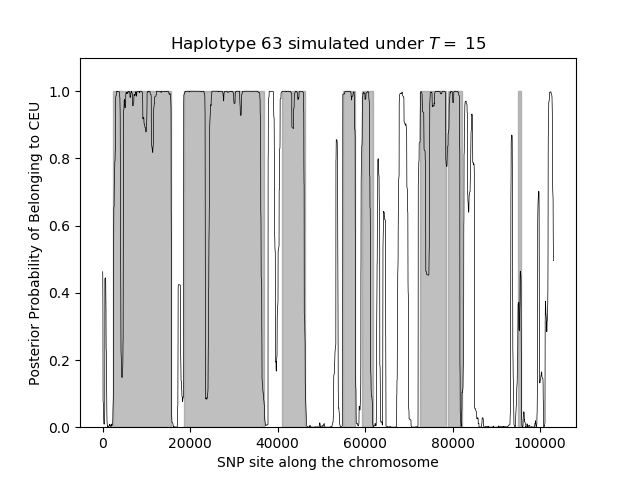 Haplotype 63 simulated under T = 15
Posterior Probability of Belonging to CEU
1.0
0.8
0.6
0.4
0.2
0.0
0 20000 40000 60000 80000 100000
SNP site along the chromosome